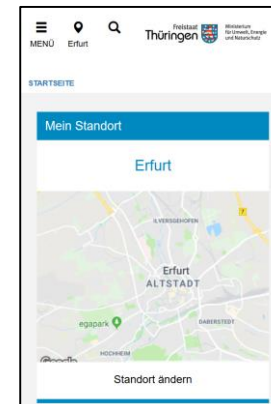 MENÜ
Erfurt
Freistaat
Thüringen
Ministerium
für Umwelt, Energie
und Naturschutz
STARTSEITE
Mein Standort
Erfurt
ILVERSGEHOFEN
7
Erfurt
ALTSTADT
egapark
DABERSTEDT
HOCHHEIM
Google
Standort ändern